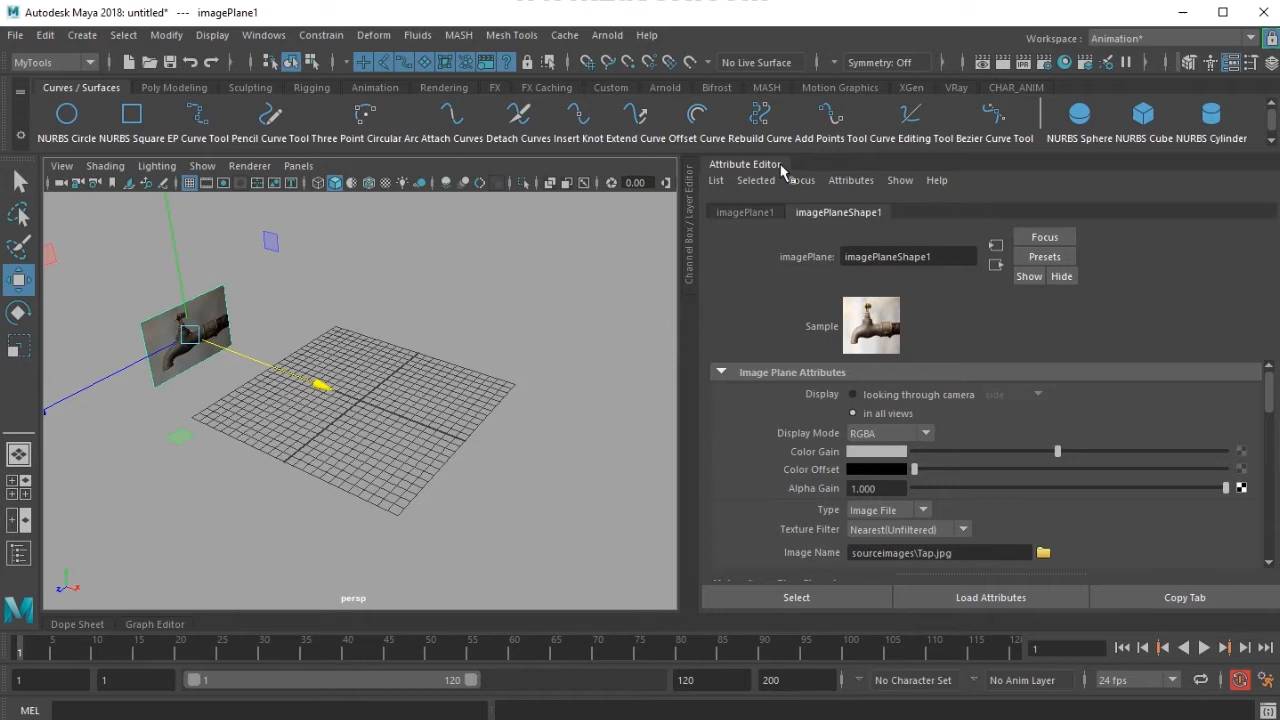 Autodesk Maya 2018: untitled* --- imagePlane1
File Edit Create Select Modify Display Windows Constrain Deform Fluids MASH Mesh Tools Cache Arnold Help
Workspace : Animation*
MyTools No Live Surface Symmetry: Off
Curves / Surfaces Poly Modeling Sculpting Rigging Animation Rendering FX FX Caching Custom Arnold Bifrost MASH Motion Graphics XGen VRay CHAR_ANIM
NURBS Circle NURBS Square EP Curve Tool Pencil Curve Tool Three Point Circular Arc Attach Curves Detach Curves Insert Knot Extend Curve Offset Curve Rebuild Curve Add Points Tool Curve Editing Tool Bezier Curve Tool NURBS Sphere NURBS Cube NURBS Cylinder
View Shading Lighting Show Renderer Panels
0.00
z x
persp
Channel Box / Layer Editor
Attribute Editor
List Selected Focus Attributes Show Help
imagePlane1 imagePlaneShape1
imagePlane: imagePlaneShape1
Focus
Presets
Show Hide
Sample
Image Plane Attributes
Display looking through camera side
in all views
Display Mode RGBA
Color Gain
Color Offset
Alpha Gain 1.000
Type Image File
Texture Filter Nearest(Unfiltered)
Image Name sourceimages\Tap.jpg
Select Load Attributes Copy Tab
Dope Sheet Graph Editor
1 5 10 15 20 25 30 35 40 45 50 55 60 65 70 75 80 85 90 95 100 105 110 115 1
1 1 1 120 120 200 No Character Set No Anim Layer 24 fps
MEL